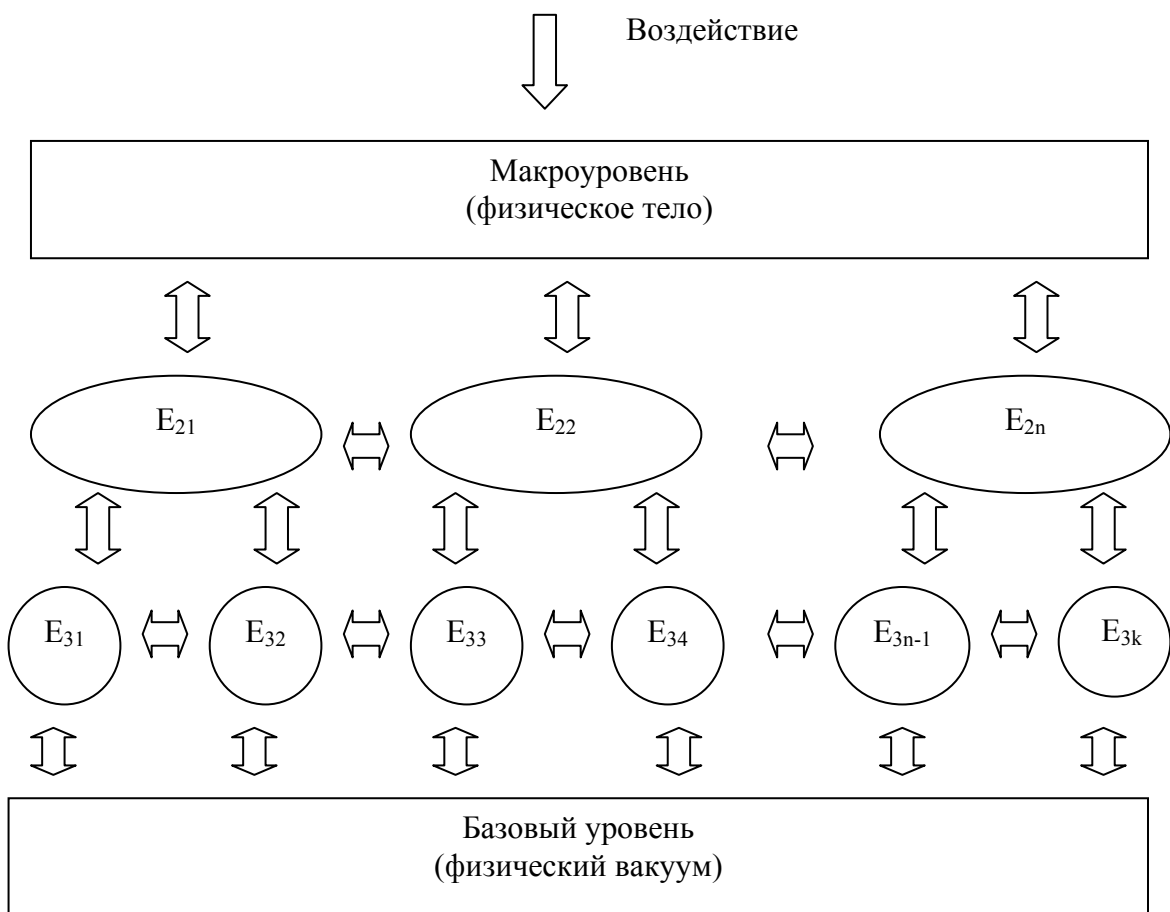 Воздействие
Макроуровень
(физическое тело)
E₂₁ E₂₂ E₂ₙ
E₃₁ E₃₂ E₃₃ E₃₄ E₃ₙ₋₁ E₃ₖ
Базовый уровень
(физический вакуум)